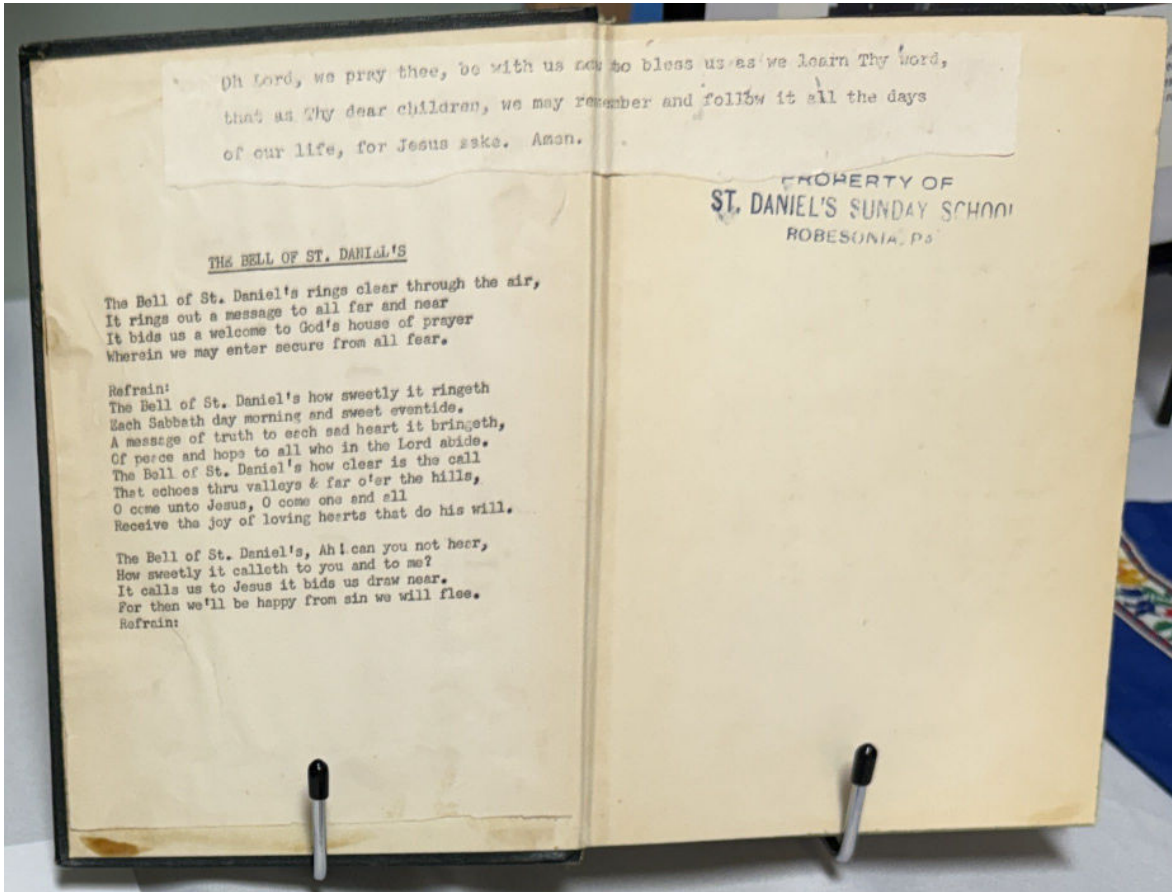 Oh Lord, we pray thee, be with us now to bless us as we learn Thy word,
that as Thy dear children, we may remember and follow it all the days
of our life, for Jesus sake. Amen.
THE BELL OF ST. DANIEL'S
The Bell of St. Daniel's rings clear through the air,
It rings out a message to all far and near
It bids us a welcome to God's house of prayer
Wherein we may enter secure from all fear.
Refrain:
The Bell of St. Daniel's how sweetly it ringeth
Each Sabbath day morning and sweet eventide.
A message of truth to each sad heart it bringeth,
Of peace and hope to all who in the Lord abide.
The Bell of St. Daniel's how clear is the call
That echoes thru valleys & far o'er the hills,
O come unto Jesus, O come one and all
Receive the joy of loving hearts that do his will.
The Bell of St. Daniel's, Ah! can you not hear,
How sweetly it calleth to you and to me?
It calls us to Jesus it bids us draw near.
For then we'll be happy from sin we will flee.
Refrain:
PROPERTY OF
ST. DANIEL'S SUNDAY SCHOOL
ROBESONIA, PA